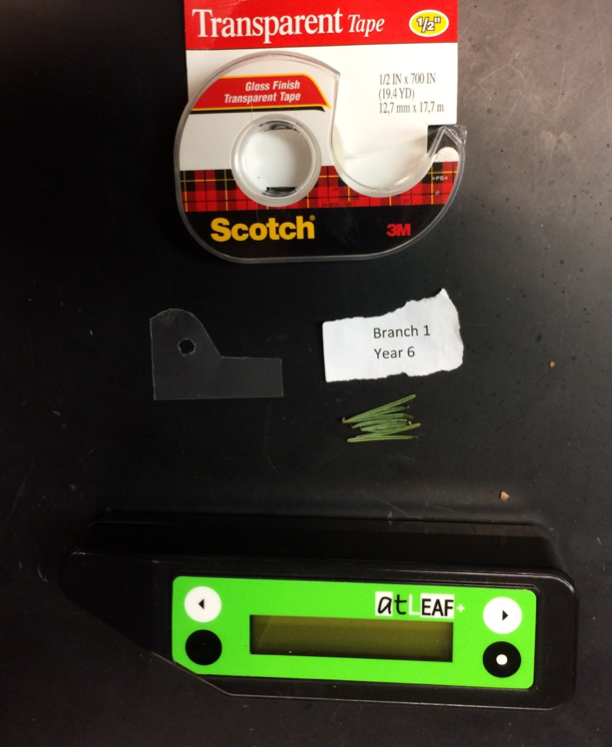 Transparent Tape
1/2"
Gloss Finish
Transparent Tape
1/2 IN x 700 IN
(19.4 YD)
12,7 mm x 17,7 m
Scotch®
3M
Branch 1
Year 6
atLEAF+